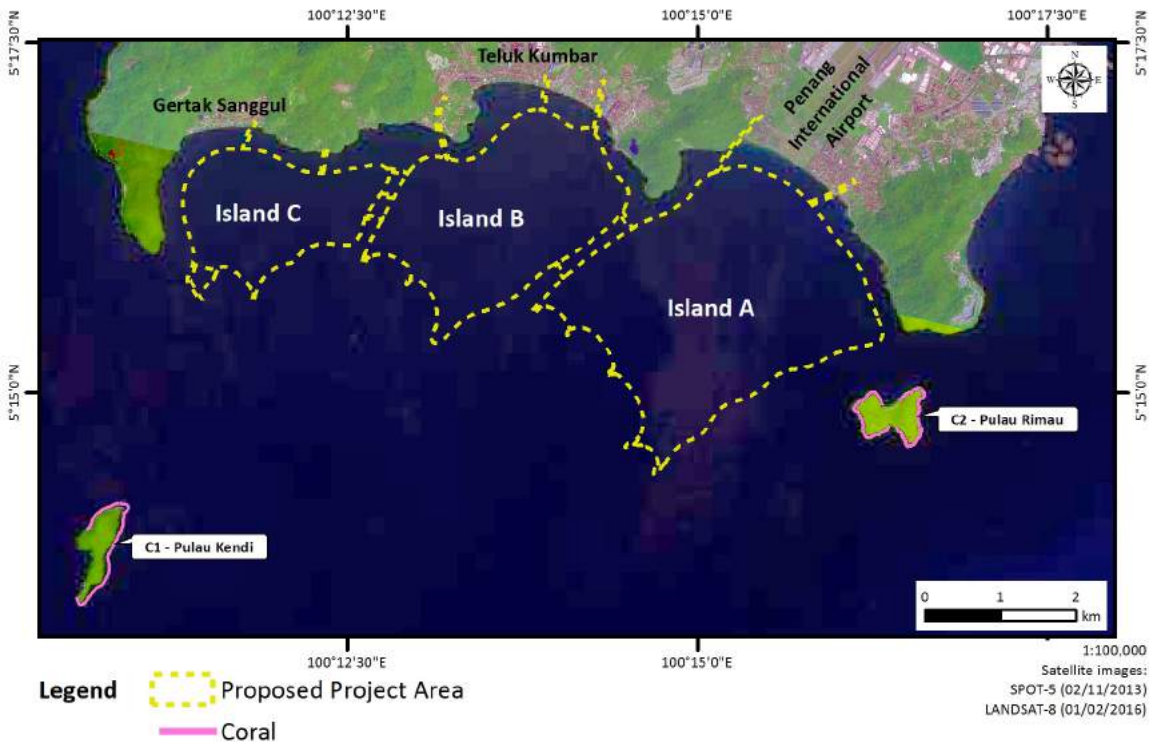 100°12'30"E
100°15'0"E
100°17'30"E
5°17'30"N
5°17'30"N
N
W
E
S
Teluk Kumbar
Gertak Sanggul
Penang
International
Airport
Island C
Island B
Island A
5°15'0"N
5°15'0"N
C2 - Pulau Rimau
C1 - Pulau Kendi
0 1 2
km
100°12'30"E
100°15'0"E
1:100,000
Satellite images:
SPOT-5 (02/11/2013)
LANDSAT-8 (01/02/2016)
Legend
Proposed Project Area
Coral